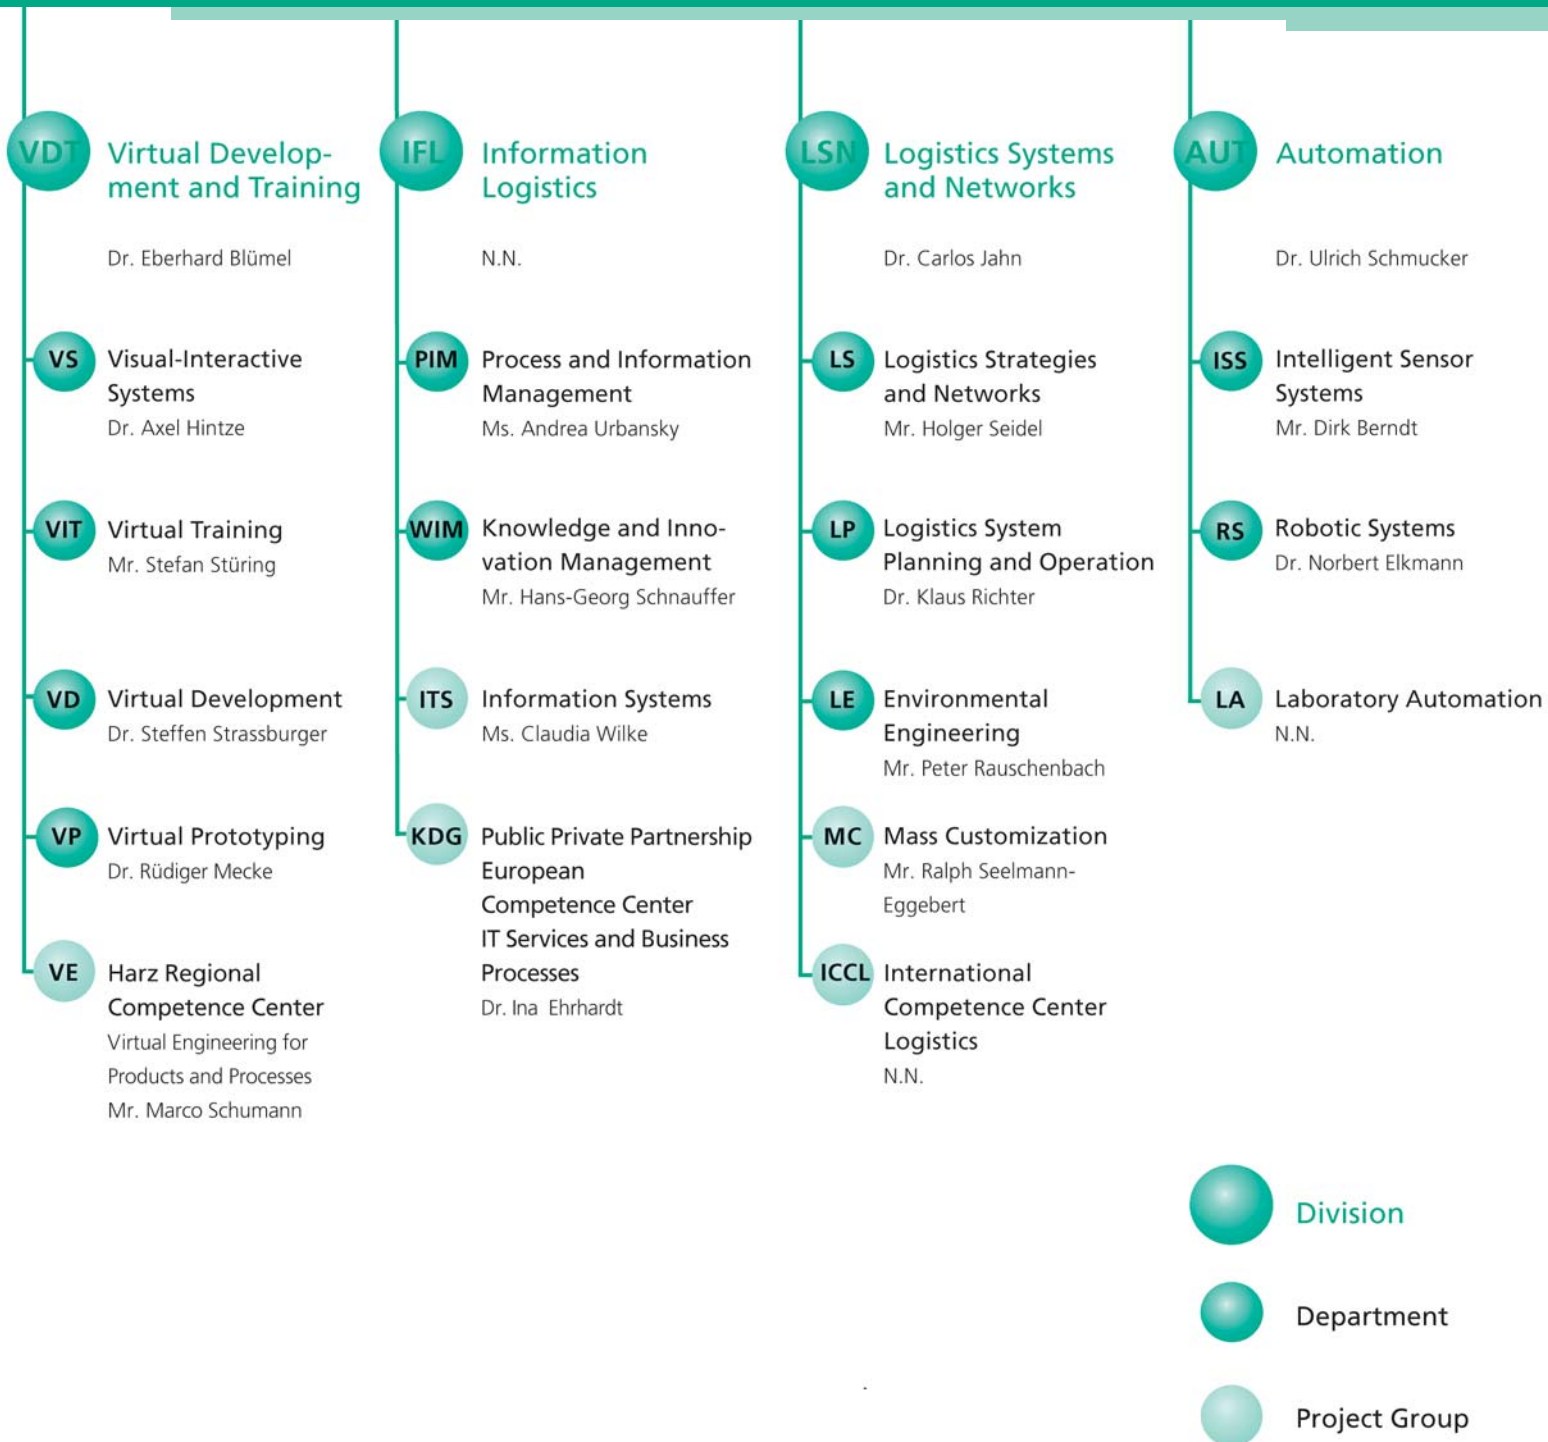 VDT
Virtual Develop-
ment and Training
Dr. Eberhard Blümel
VS
Visual-Interactive
Systems
Dr. Axel Hintze
VIT
Virtual Training
Mr. Stefan Stüring
VD
Virtual Development
Dr. Steffen Strassburger
VP
Virtual Prototyping
Dr. Rüdiger Mecke
VE
Harz Regional
Competence Center
Virtual Engineering for
Products and Processes
Mr. Marco Schumann
IFL
Information
Logistics
N.N.
PIM
Process and Information
Management
Ms. Andrea Urbansky
WIM
Knowledge and Inno-
vation Management
Mr. Hans-Georg Schnauffer
ITS
Information Systems
Ms. Claudia Wilke
KDG
Public Private Partnership
European
Competence Center
IT Services and Business
Processes
Dr. Ina Ehrhardt
LSN
Logistics Systems
and Networks
Dr. Carlos Jahn
LS
Logistics Strategies
and Networks
Mr. Holger Seidel
LP
Logistics System
Planning and Operation
Dr. Klaus Richter
LE
Environmental
Engineering
Mr. Peter Rauschenbach
MC
Mass Customization
Mr. Ralph Seelmann-
Eggebert
ICCL
International
Competence Center
Logistics
N.N.
AUT
Automation
Dr. Ulrich Schmucker
ISS
Intelligent Sensor
Systems
Mr. Dirk Berndt
RS
Robotic Systems
Dr. Norbert Elkmann
LA
Laboratory Automation
N.N.
Division
Department
Project Group